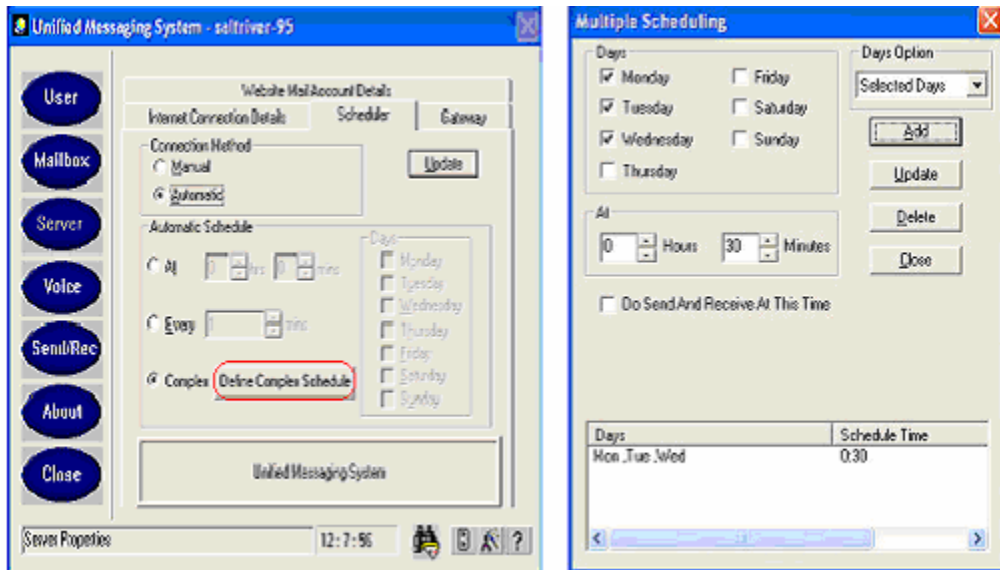 Unified Messaging System - saltriver-95
User
Mailbox
Server
Voice
Send/Rec
About
Close
Website Mail Account Details
Internet Connection Details
Scheduler
Gateway
Connection Method
Manual
Automatic
Update
Automatic Schedule
At 0 hrs 0 mins
Every 1 mins
Complex
Define Complex Schedule
Days
Monday
Tuesday
Wednesday
Thursday
Friday
Saturday
Sunday
Unified Messaging System
Server Properties
12:7:56
?
Multiple Scheduling
Days
Monday
Tuesday
Wednesday
Thursday
Friday
Saturday
Sunday
Days Option
Selected Days
Add
Update
Delete
Close
At
0 Hours 30 Minutes
Do Send And Receive At This Time
Days Schedule Time
Mon ,Tue ,Wed 0:30